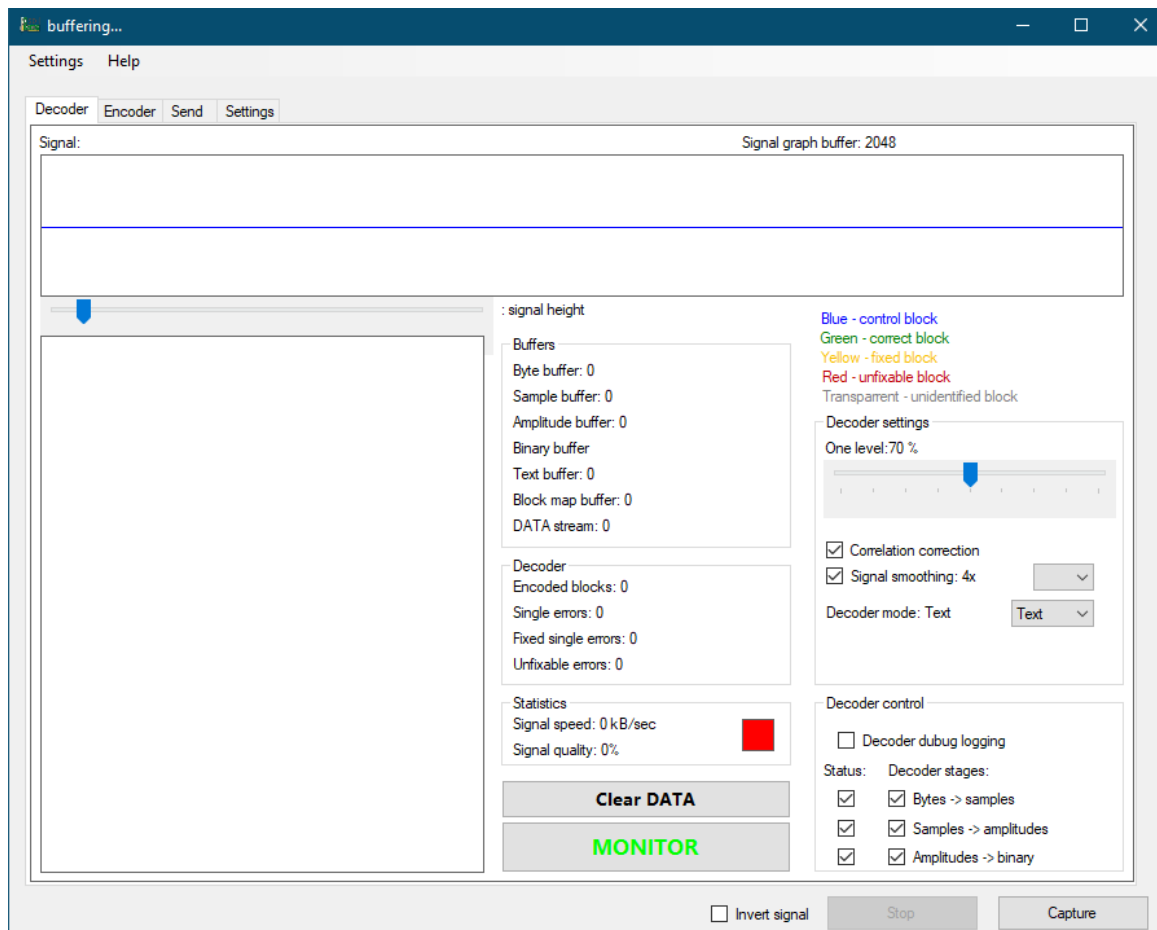 buffering...
Settings Help
Decoder Encoder Send Settings
Signal: Signal graph buffer: 2048
: signal height
Blue - control block
Green - correct block
Yellow - fixed block
Red - unfixable block
Transparrent - unidentified block
Buffers
Byte buffer: 0
Sample buffer: 0
Amplitude buffer: 0
Binary buffer
Text buffer: 0
Block map buffer: 0
DATA stream: 0
Decoder settings
One level:70 %
Correlation correction
Signal smoothing: 4x
Decoder mode: Text Text
Decoder
Encoded blocks: 0
Single errors: 0
Fixed single errors: 0
Unfixable errors: 0
Statistics
Signal speed: 0 kB/sec
Signal quality: 0%
Clear DATA
MONITOR
Decoder control
Decoder dubug logging
Status: Decoder stages:
Bytes -> samples
Samples -> amplitudes
Amplitudes -> binary
Invert signal Stop Capture